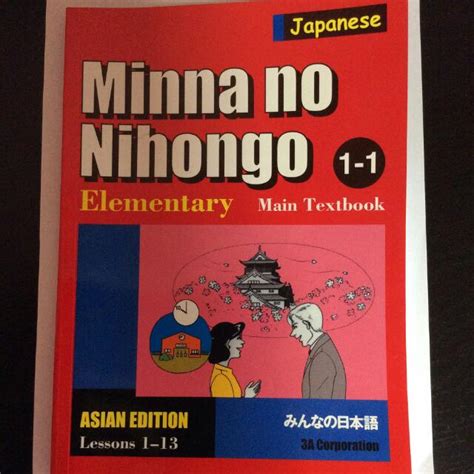 Japanese
Minna no
Nihongo 1-1
Elementary Main Textbook
ASIAN EDITION みんなの日本語
Lessons 1–13 3A Corporation